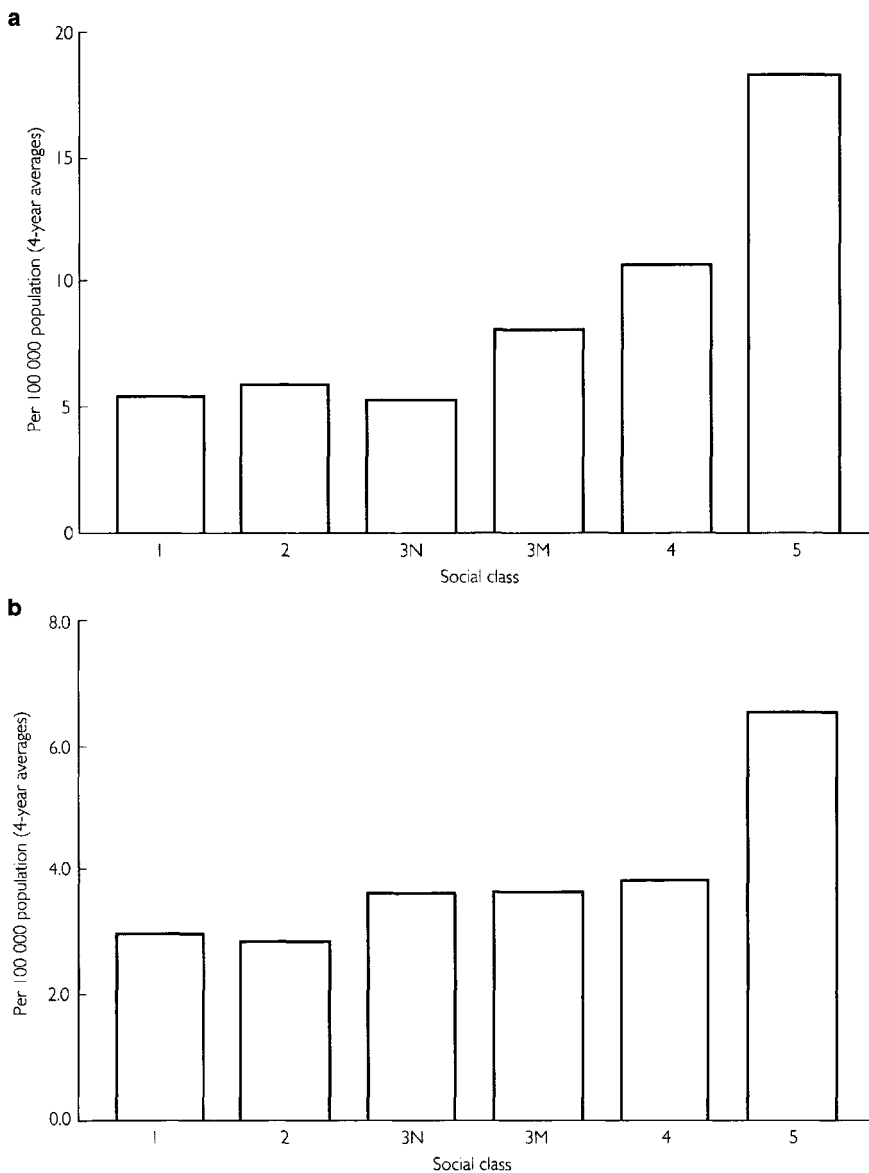 a
Per 100 000 population (4-year averages)
20
15
10
5
0
1 2 3N 3M 4 5
Social class
b
Per 100 000 population (4-year averages)
8.0
6.0
4.0
2.0
0.0
1 2 3N 3M 4 5
Social class